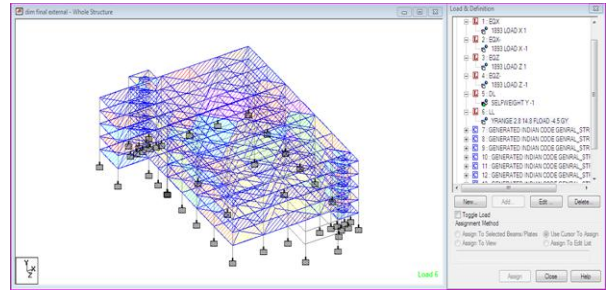 dim final external - Whole Structure
Load & Definition
1 : EQX
1893 LOAD X 1
2 : EQX-
1893 LOAD X -1
3 : EQZ
1893 LOAD Z 1
4 : EQZ-
1893 LOAD Z -1
5 : DL
SELFWEIGHT Y -1
6 : LL
YRANGE 2.8 14.8 FLOAD -4.5 GY
7 : GENERATED INDIAN CODE GENRAL_STR
8 : GENERATED INDIAN CODE GENRAL_STR
9 : GENERATED INDIAN CODE GENRAL_STR
10 : GENERATED INDIAN CODE GENRAL_STR
11 : GENERATED INDIAN CODE GENRAL_STR
12 : GENERATED INDIAN CODE GENRAL_STR
New... Add... Edit... Delete...
Toggle Load
Assignment Method
Assign To Selected Beams/Plates Use Cursor To Assign
Assign To View Assign To Edit List
Assign Close Help
Y
X
Z
Load 6